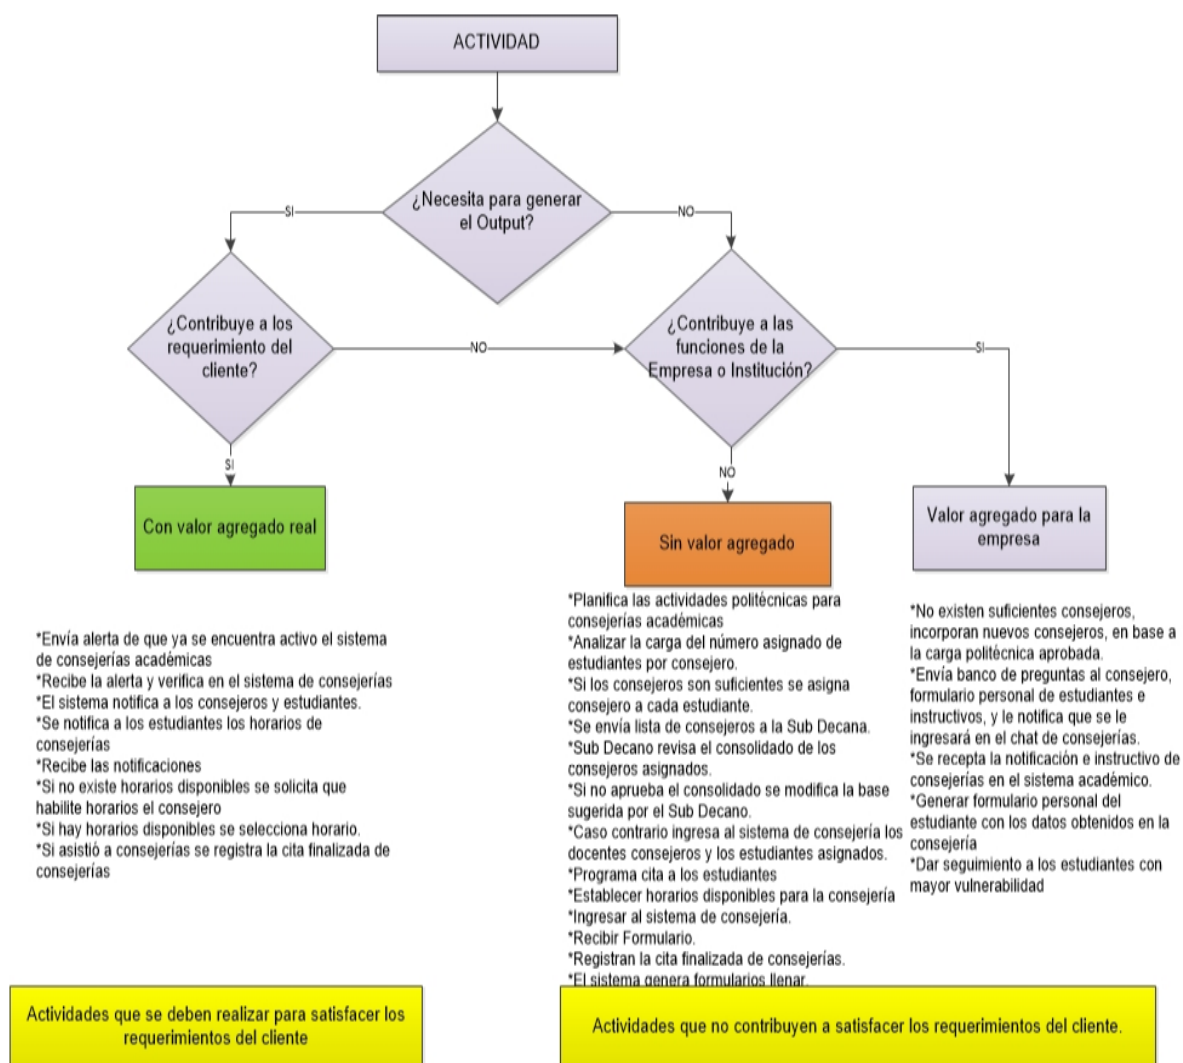 ACTIVIDAD
¿Necesita para generar
el Output?
SI
NO
¿Contribuye a los
requerimiento del
cliente?
NO
¿Contribuye a las
funciones de la
Empresa o Institución?
SI
SI
NO
Con valor agregado real
Sin valor agregado
Valor agregado para la
empresa
*Envía alerta de que ya se encuentra activo el sistema
de consejerías académicas
*Recibe la alerta y verifica en el sistema de consejerías
*El sistema notifica a los consejeros y estudiantes.
*Se notifica a los estudiantes los horarios de
consejerías
*Recibe las notificaciones
*Si no existe horarios disponibles se solicita que
habilite horarios el consejero
*Si hay horarios disponibles se selecciona horario.
*Si asistió a consejerías se registra la cita finalizada de
consejerías
*Planifica las actividades politécnicas para
consejerías académicas
*Analizar la carga del número asignado de
estudiantes por consejero.
*Si los consejeros son suficientes se asigna
consejero a cada estudiante.
*Se envía lista de consejeros a la Sub Decana.
*Sub Decano revisa el consolidado de los
consejeros asignados.
*Si no aprueba el consolidado se modifica la base
sugerida por el Sub Decano.
*Caso contrario ingresa al sistema de consejería los
docentes consejeros y los estudiantes asignados.
*Programa cita a los estudiantes
*Establecer horarios disponibles para la consejería
*Ingresar al sistema de consejería.
*Recibir Formulario.
*Registran la cita finalizada de consejerías.
*El sistema genera formularios llenar
*No existen suficientes consejeros,
incorporan nuevos consejeros, en base a
la carga politécnica aprobada.
*Envía banco de preguntas al consejero,
formulario personal de estudiantes e
instructivos, y le notifica que se le
ingresará en el chat de consejerías.
*Se recepta la notificación e instructivo de
consejerías en el sistema académico.
*Generar formulario personal del
estudiante con los datos obtenidos en la
consejería
*Dar seguimiento a los estudiantes con
mayor vulnerabilidad
Actividades que se deben realizar para satisfacer los
requerimientos del cliente
Actividades que no contribuyen a satisfacer los requerimientos del cliente.